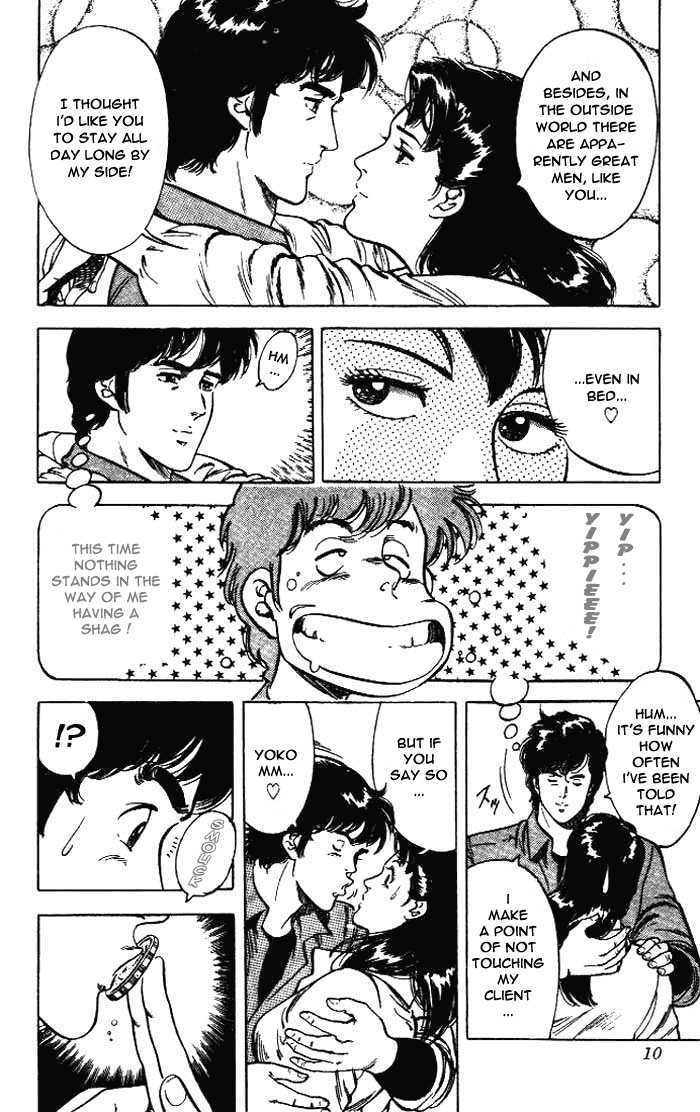 AND
BESIDES, IN
THE OUTSIDE
WORLD THERE
ARE APPA-
RENTLY GREAT
MEN, LIKE
YOU...
I THOUGHT
I'D LIKE YOU
TO STAY ALL
DAY LONG BY
MY SIDE!
...EVEN IN
BED...
♡
HM
...
YIP...
YIPPIEEE!
THIS TIME
NOTHING
STANDS IN THE
WAY OF ME
HAVING A
SHAG !
HUM...
IT'S FUNNY
HOW
OFTEN
I'VE BEEN
TOLD
THAT!
I
MAKE
A POINT
OF NOT
TOUCHING
MY
CLIENT
...
BUT IF
YOU
SAY SO
...
YOKO
MM...
♡
!?
10